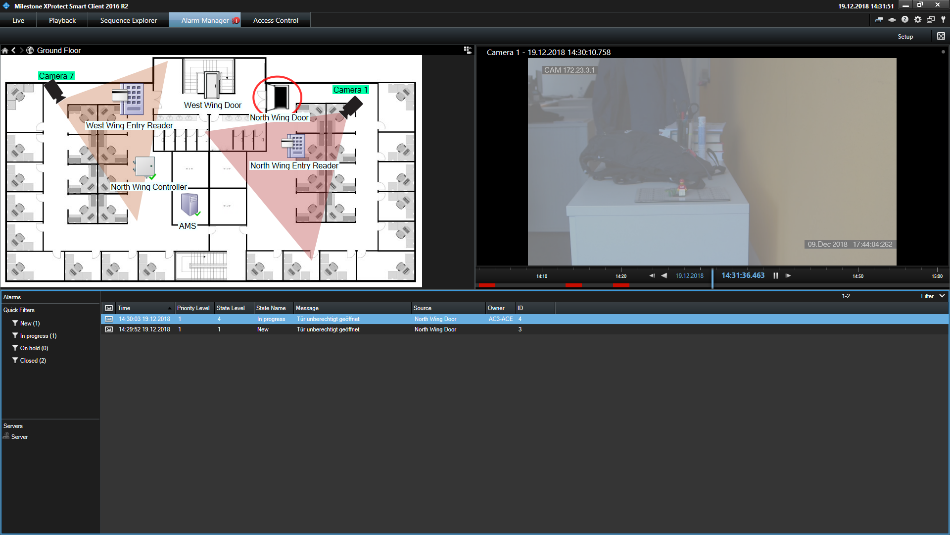 Milestone XProtect Smart Client 2016 R2
19.12.2018 14:31:51
Live Playback Sequence Explorer Alarm Manager Access Control
Setup
Ground Floor
Camera 7
West Wing Door
Camera 1
West Wing Entry Reader
North Wing Door
North Wing Entry Reader
North Wing Controller
AMS
Camera 1 - 19.12.2018 14:30:10.758
CAM 172.23.0.1
09.Dec 2018 17:44:04:262
14:10 14:20 19.12.2018 14:31:36.463 14:50 15:00
Alarms
1-2 Filter
Quick Filters
New (1)
In progress (1)
On hold (0)
Closed (2)
Time Priority Level State Level State Name Message Source Owner ID
14:30:03 19.12.2018 1 4 In progress Tür unberechtigt geöffnet North Wing Door ACS-ACE 4
14:29:52 19.12.2018 1 1 New Tür unberechtigt geöffnet North Wing Door 3
Servers
Server